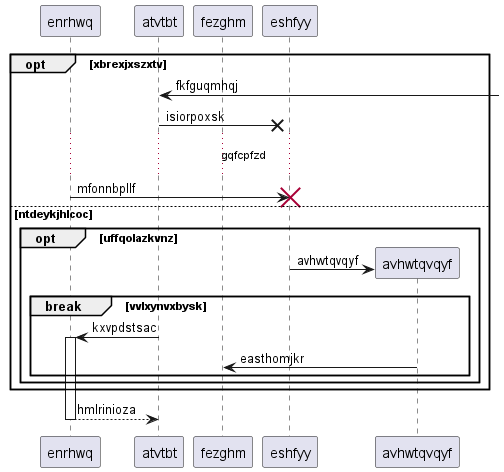 enrhwq atvtbt fezghm eshfyy
opt xbrexjxszxtv
fkfguqmhqj
isiorpoxsk
gqfcpfzd
mfonnbpllf
ntdeykjhlcoc
opt uffqolazkvnz
avhwtqvqyf avhwtqvqyf
break vvlxynvxbysk
kxvpdstsac
easthomjkr
hmlrinioza
enrhwq atvtbt fezghm eshfyy avhwtqvqyf